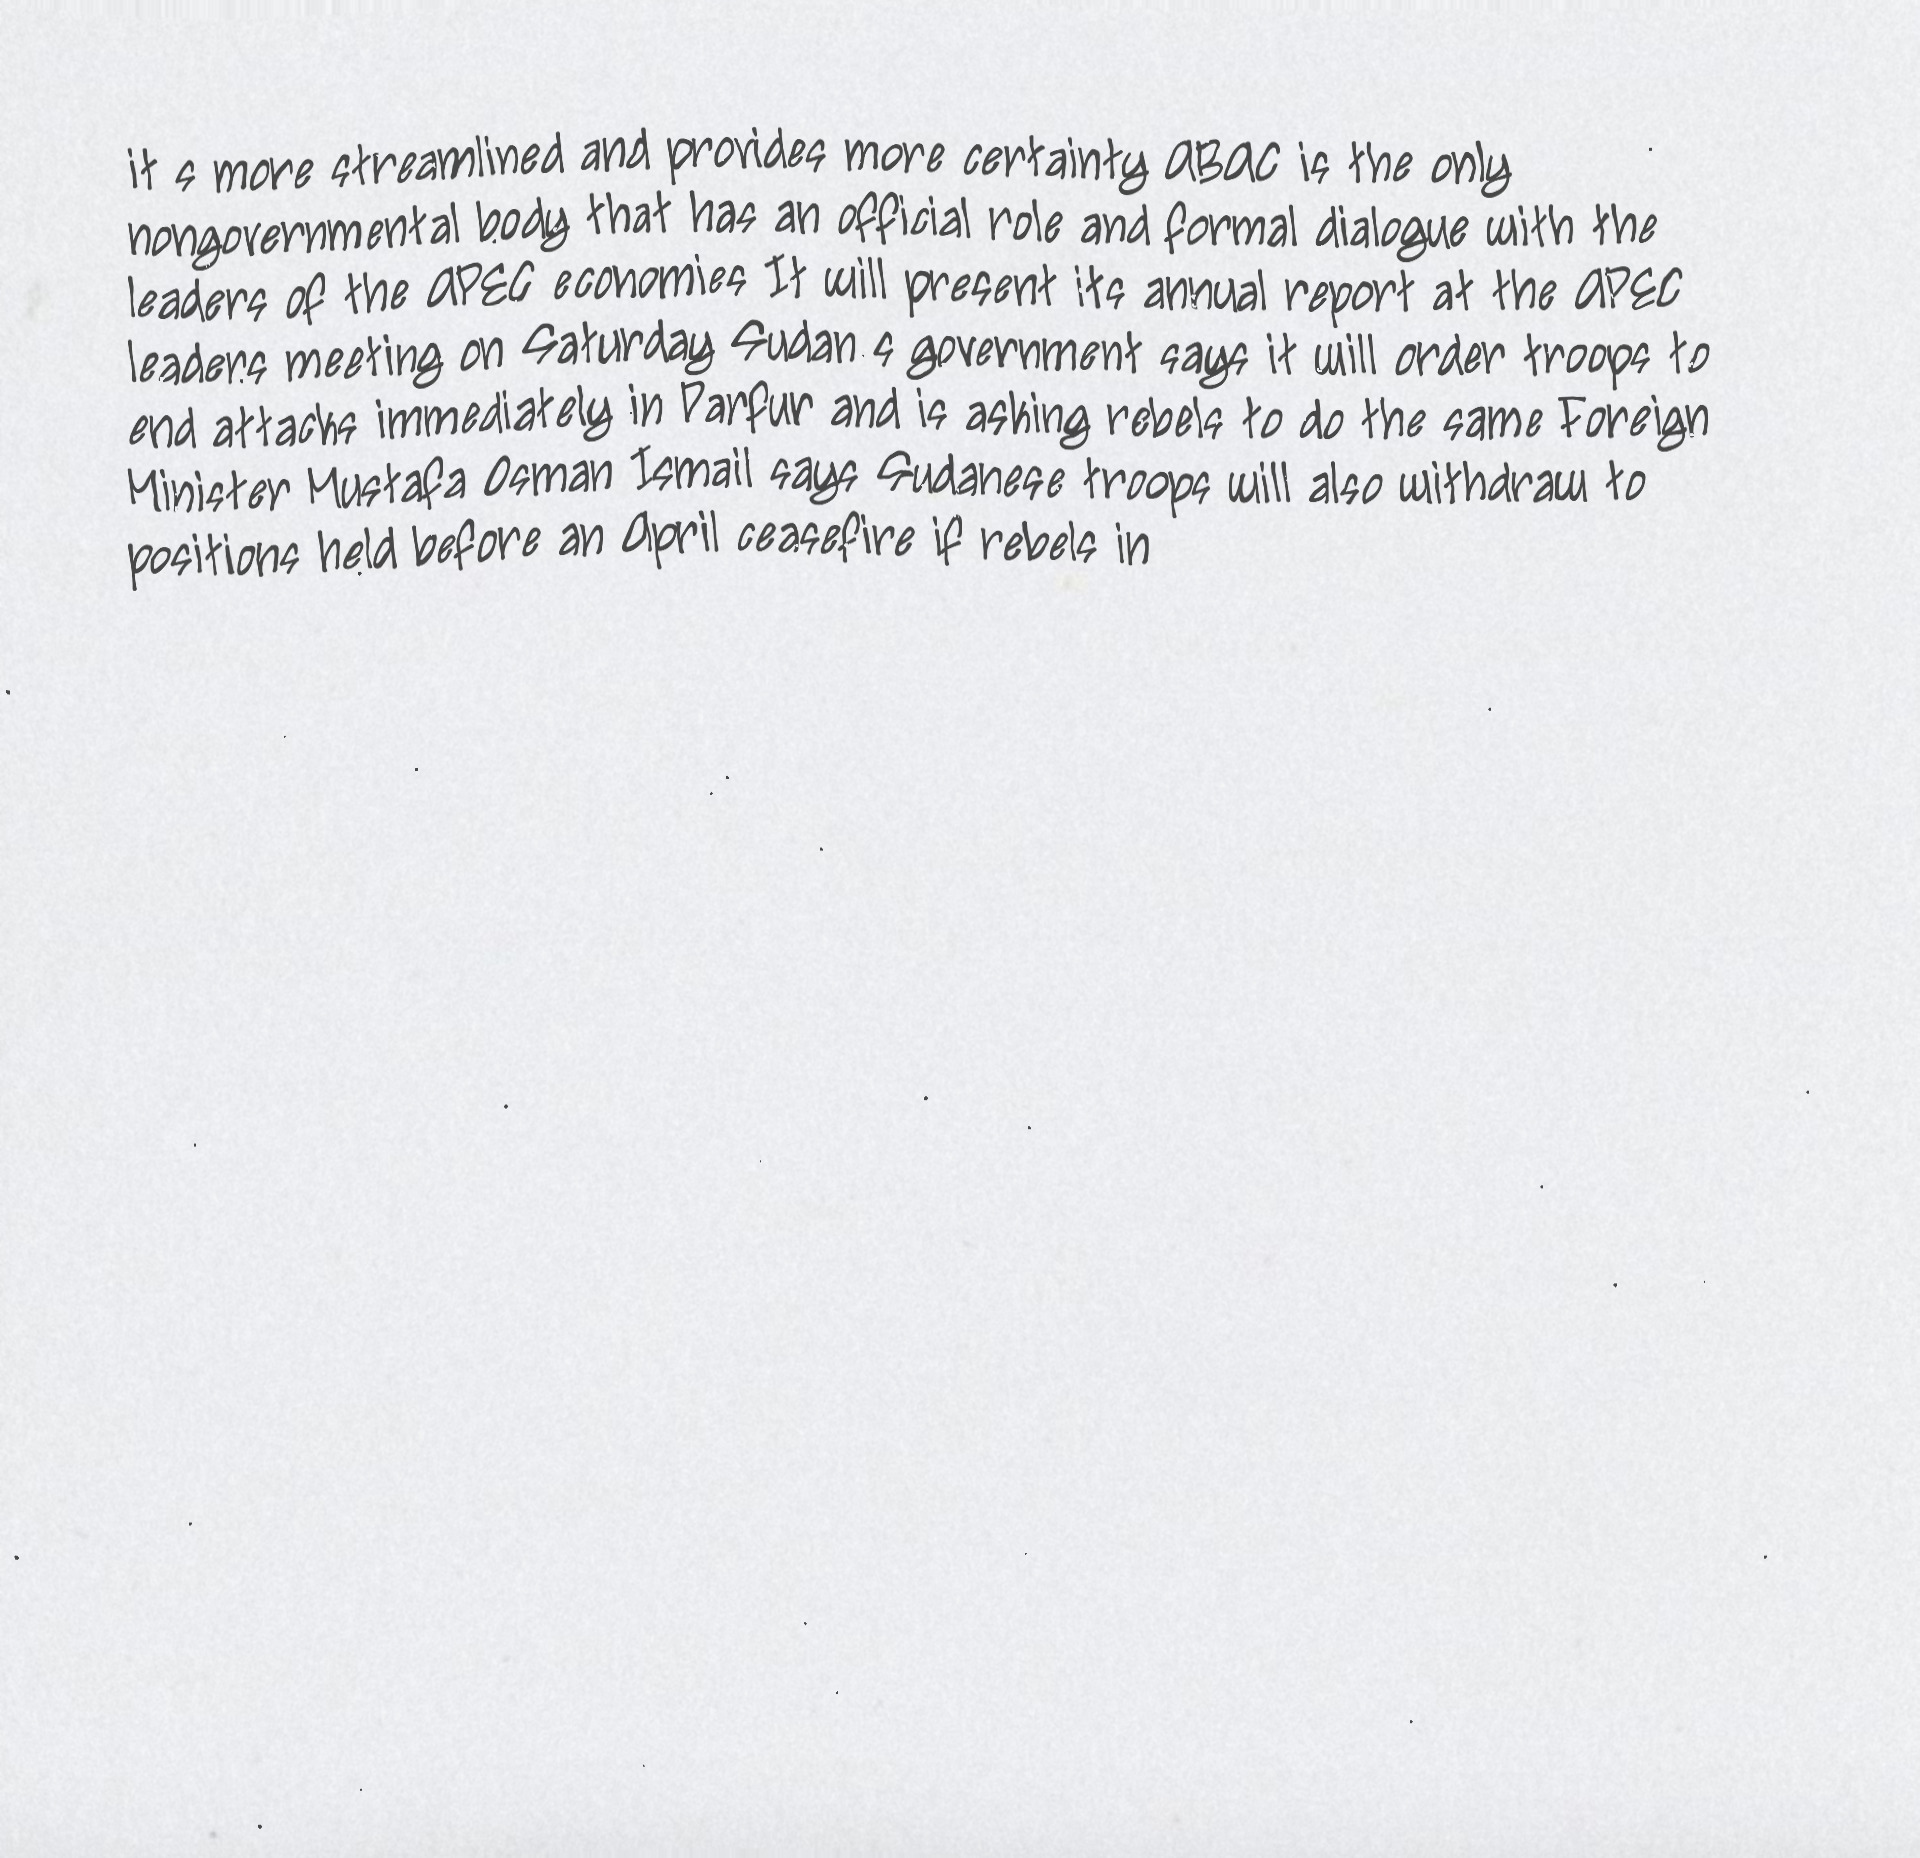 it s more streamlined and provides more certainty ABAC is the only
nongovernmental body that has an official role and formal dialogue with the
leaders of the APEC economies It will present its annual report at the APEC
leaders meeting on Saturday Sudan s government says it will order troops to
end attacks immediately in Darfur and is asking rebels to do the same Foreign
Minister Mustafa Osman Ismail says Sudanese troops will also withdraw to
positions held before an April ceasefire if rebels in